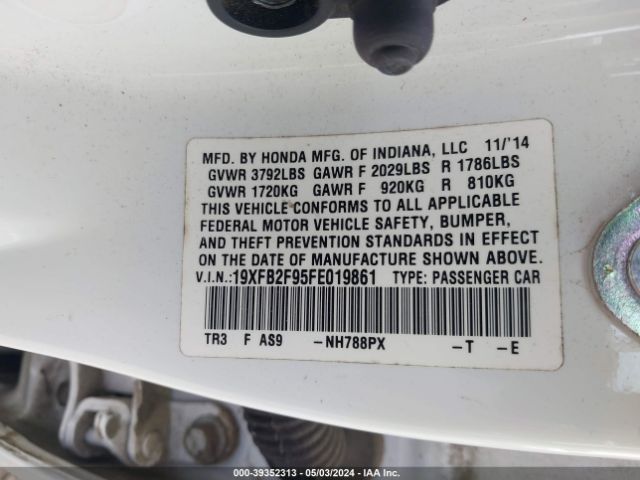 MFD. BY HONDA MFG. OF INDIANA, LLC 11/'14
GVWR 3792LBS GAWR F 2029LBS R 1786LBS
GVWR 1720KG GAWR F 920KG R 810KG
THIS VEHICLE CONFORMS TO ALL APPLICABLE
FEDERAL MOTOR VEHICLE SAFETY, BUMPER,
AND THEFT PREVENTION STANDARDS IN EFFECT
ON THE DATE OF MANUFACTURE SHOWN ABOVE.
V.I.N.:19XFB2F95FE019861 TYPE: PASSENGER CAR
TR3 F AS9 -NH788PX -T -E
000-39352313 - 05/03/2024 - IAA Inc.